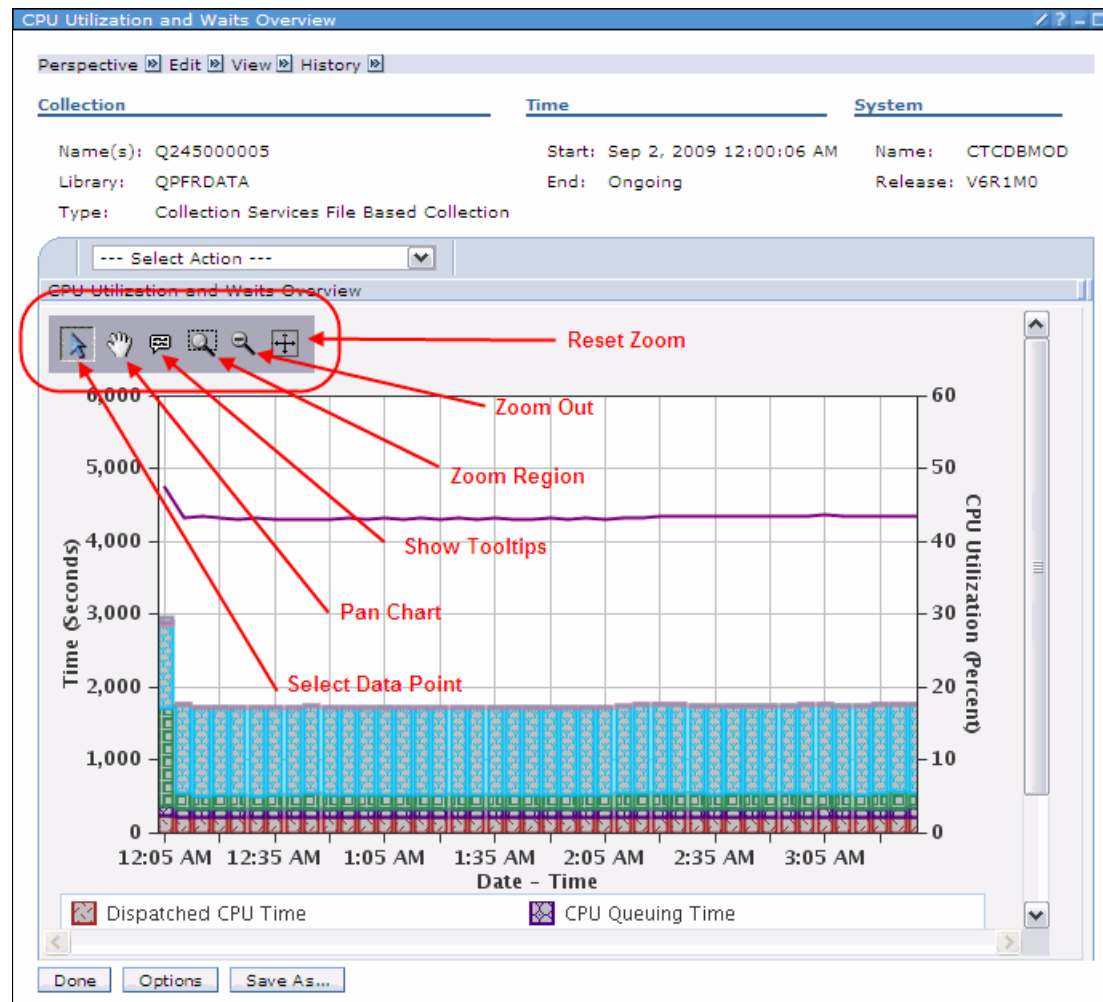 CPU Utilization and Waits Overview
Perspective Edit View History
Collection Time System
Name(s): Q245000005 Start: Sep 2, 2009 12:00:06 AM Name: CTCDBMOD
Library: QPFRDATA End: Ongoing Release: V6R1M0
Type: Collection Services File Based Collection
--- Select Action ---
CPU Utilization and Waits Overview
Reset Zoom
Zoom Out
Zoom Region
Show Tooltips
Pan Chart
Select Data Point
Time (Seconds)
6,000
5,000
4,000
3,000
2,000
1,000
0
60
50
40
30
20
10
0
CPU Utilization (Percent)
12:05 AM 12:35 AM 1:05 AM 1:35 AM 2:05 AM 2:35 AM 3:05 AM
Date - Time
Dispatched CPU Time CPU Queuing Time
Done Options Save As...